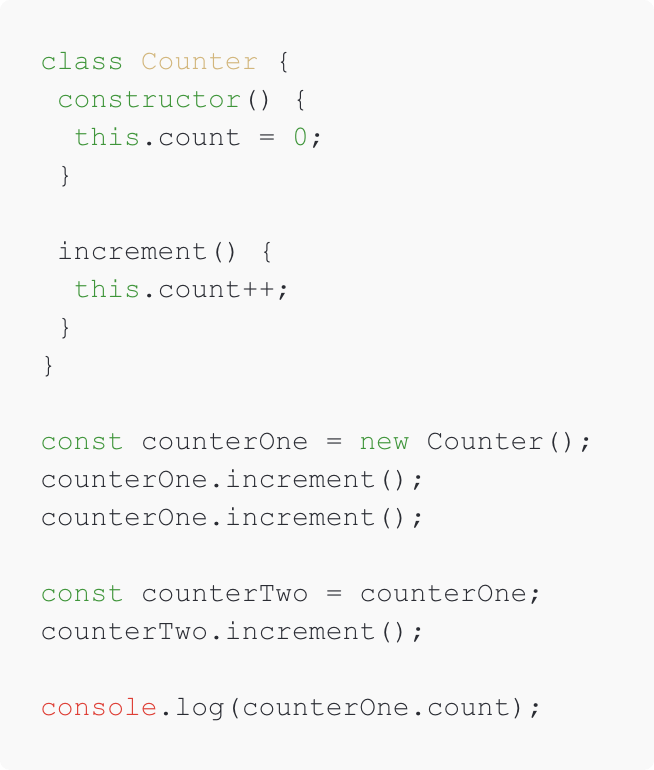 class Counter {
 constructor() {
  this.count = 0;
 }

 increment() {
  this.count++;
 }
}

const counterOne = new Counter();
counterOne.increment();
counterOne.increment();

const counterTwo = counterOne;
counterTwo.increment();

console.log(counterOne.count);